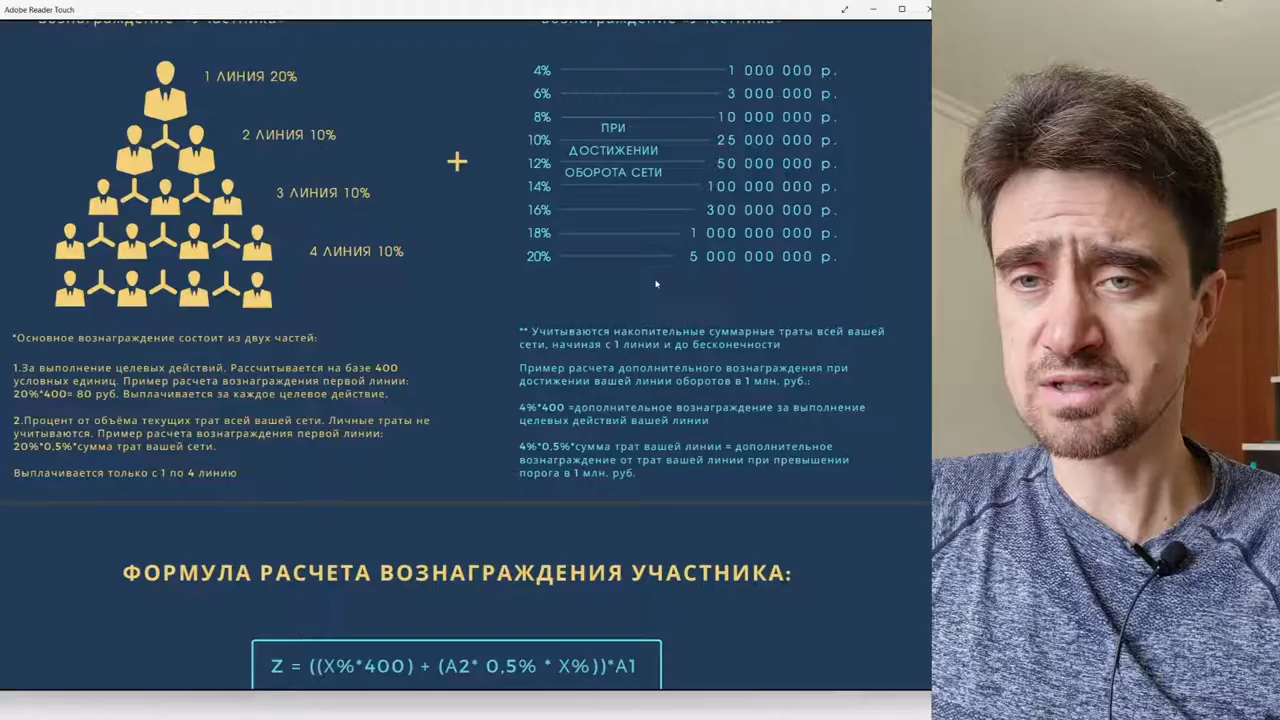 Adobe Reader Touch
Вознаграждение «Участника»
1 ЛИНИЯ 20%
2 ЛИНИЯ 10%
3 ЛИНИЯ 10%
4 ЛИНИЯ 10%
*Основное вознаграждение состоит из двух частей:
1.За выполнение целевых действий. Рассчитывается на базе 400
условных единиц. Пример расчета вознаграждения первой линии:
20%*400= 80 руб. Выплачивается за каждое целевое действие.
2.Процент от объёма текущих трат всей вашей сети. Личные траты не
учитываются. Пример расчета вознаграждения первой линии:
20%*0,5%*сумма трат вашей сети.
Выплачивается только с 1 по 4 линию
+
Вознаграждение «Участника»
4% 1 000 000 р.
6% 3 000 000 р.
8% 10 000 000 р.
ПРИ
10% 25 000 000 р.
ДОСТИЖЕНИИ
12% 50 000 000 р.
ОБОРОТА СЕТИ
14% 100 000 000 р.
16% 300 000 000 р.
18% 1 000 000 000 р.
20% 5 000 000 000 р.
** Учитываются накопительные суммарные траты всей вашей
сети, начиная с 1 линии и до бесконечности
Пример расчета дополнительного вознаграждения при
достижении вашей линии оборотов в 1 млн. руб.:
4%*400 =дополнительное вознаграждение за выполнение
целевых действий вашей линии
4%*0,5%*сумма трат вашей линии = дополнительное
вознаграждение от трат вашей линии при превышении
порога в 1 млн. руб.
ФОРМУЛА РАСЧЕТА ВОЗНАГРАЖДЕНИЯ УЧАСТНИКА:
Z = ((X%*400) + (A2* 0,5% * X%))*A1